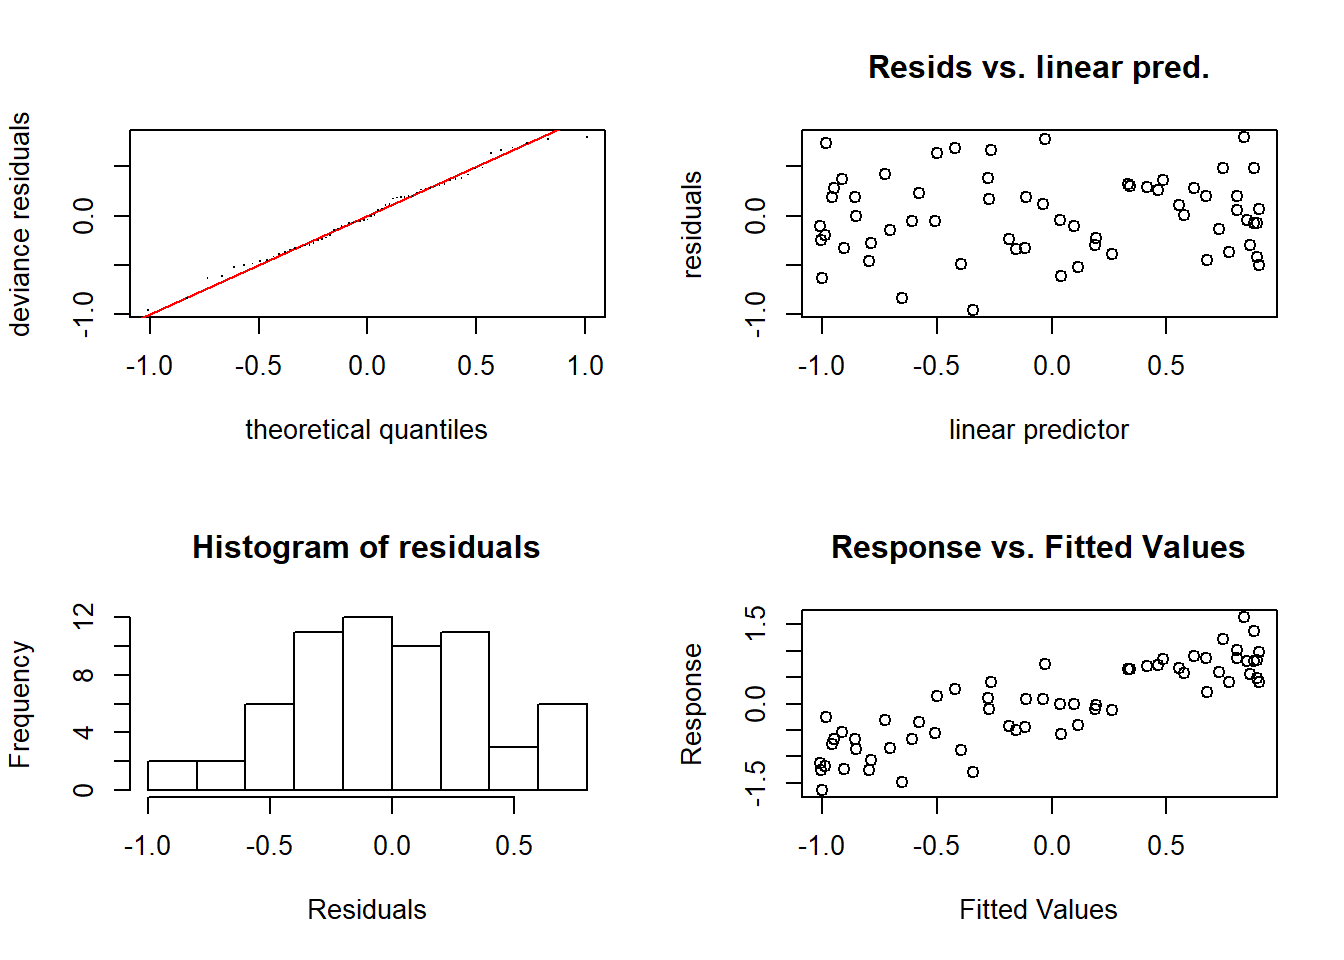 deviance residuals
-1.0 0.0
-1.0 -0.5 0.0 0.5 1.0
theoretical quantiles
Resids vs. linear pred.
residuals
-1.0 0.0
-1.0 -0.5 0.0 0.5
linear predictor
Histogram of residuals
Frequency
0 4 8 12
-1.0 -0.5 0.0 0.5
Residuals
Response vs. Fitted Values
Response
-1.5 0.0 1.5
-1.0 -0.5 0.0 0.5
Fitted Values